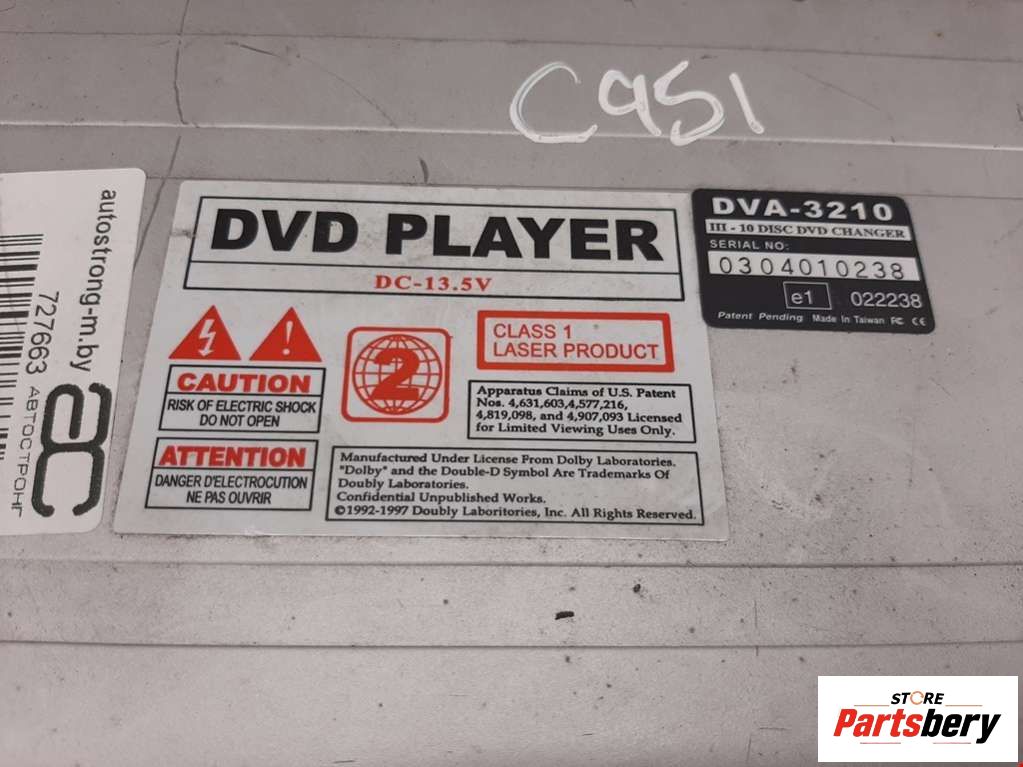 C951
autostrong-m.by
727663
АВТОСТРОНГ
ac
DVD PLAYER
DC-13.5V
CAUTION
RISK OF ELECTRIC SHOCK
DO NOT OPEN
ATTENTION
DANGER D'ELECTROCUTION
NE PAS OUVRIR
2
CLASS 1
LASER PRODUCT
Apparatus Claims of U.S. Patent
Nos. 4,631,603,4,577,216,
4,819,098, and 4,907,093 Licensed
for Limited Viewing Uses Only.
Manufactured Under License From Dolby Laboratories.
"Dolby" and the Double-D Symbol Are Trademarks Of
Doubly Laboratories.
Confidential Unpublished Works.
©1992-1997 Doubly Laboritories, Inc. All Rights Reserved.
DVA-3210
III - 10 DISC DVD CHANGER
SERIAL NO:
0304010238
e1 022238
Patent Pending Made In Taiwan FC CE
STORE
Partsbery